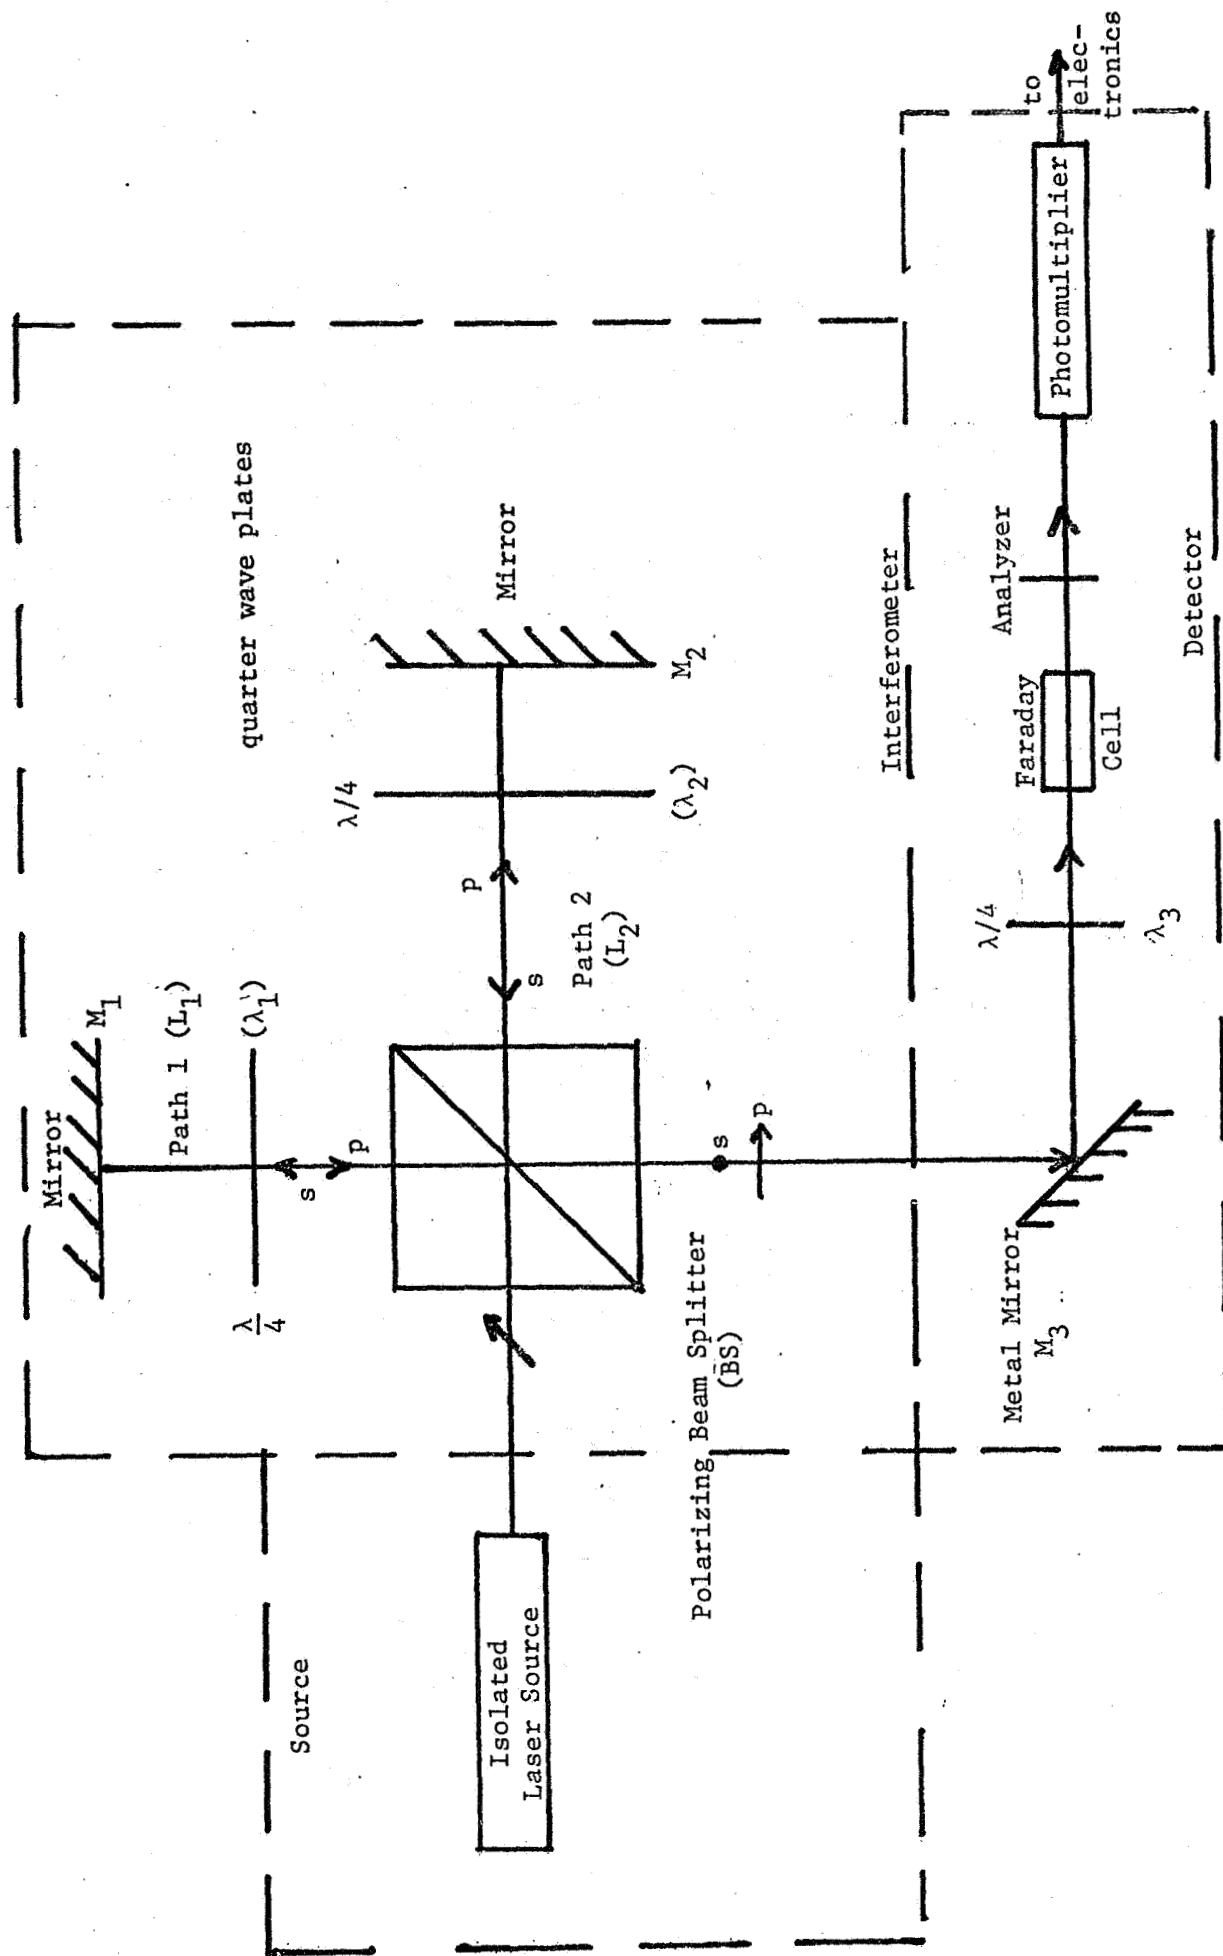 quarter wave plates
Mirror
M1
Path 1 (L1)
(λ1)
λ/4
s
p
Source
Isolated
Laser Source
λ/4
p
s
Mirror
M2
(λ2)
Path 2
(L2)
s
p
Polarizing Beam Splitter
(BS)
Interferometer
Metal Mirror
M3
λ/4
λ3
Faraday
Cell
Analyzer
Photomultiplier
to
elec-
tronics
Detector